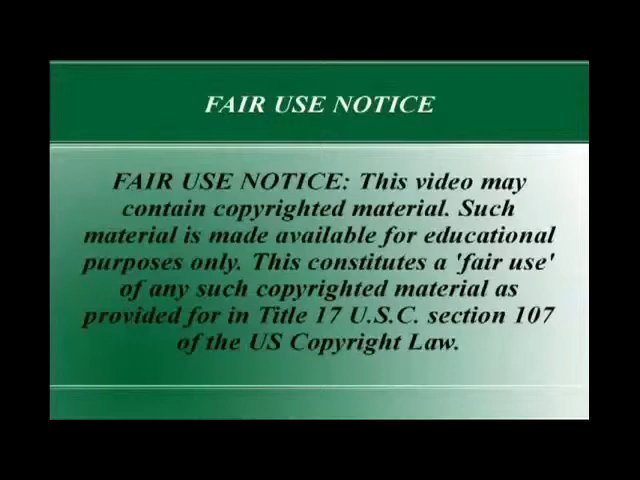 FAIR USE NOTICE
FAIR USE NOTICE: This video may
contain copyrighted material. Such
material is made available for educational
purposes only. This constitutes a 'fair use'
of any such copyrighted material as
provided for in Title 17 U.S.C. section 107
of the US Copyright Law.